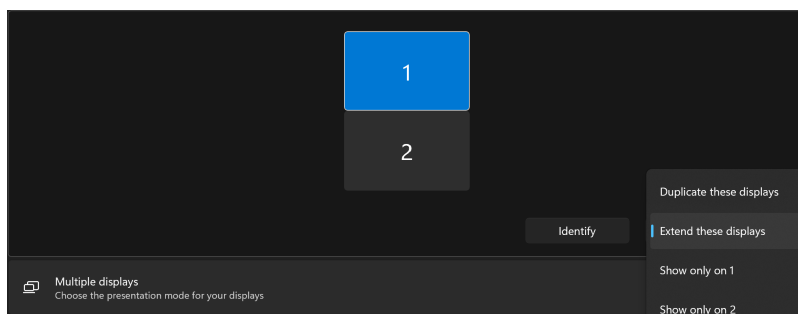 1
2
Duplicate these displays
Identify
Extend these displays
Show only on 1
Multiple displays
Choose the presentation mode for your displays
Show only on 2